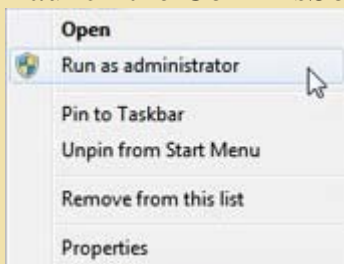 Open
Run as administrator
Pin to Taskbar
Unpin from Start Menu
Remove from this list
Properties